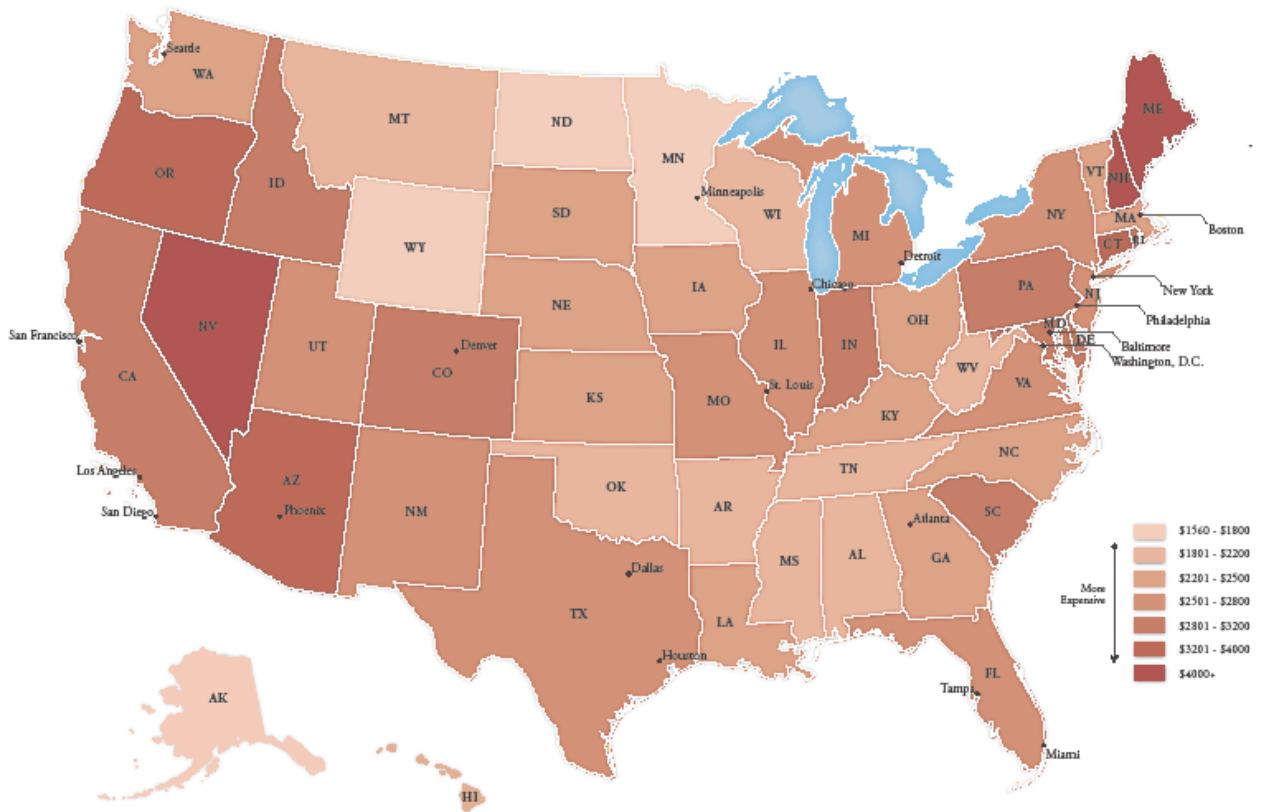 Seattle
WA
MT
ND
MN
ME
OR
ID
SD
Minneapolis
WI
VT
NH
NY
MA
Boston
MI
WY
Detroit
CT
RI
IA
Chicago
PA
New York
NE
NJ
Philadelphia
NV
UT
OH
San Francisco
Denver
IL
IN
MD
DE
Baltimore
Washington, D.C.
CA
CO
WV
VA
St. Louis
KS
MO
KY
NC
TN
Los Angeles
AZ
OK
San Diego
Phoenix
NM
AR
Atlanta
SC
MS
AL
GA
Dallas
TX
LA
Houston
FL
Tampa
Miami
AK
HI
$1560 - $1800
$1801 - $2200
$2201 - $2500
$2501 - $2800
$2801 - $3200
$3201 - $4000
$4000+
More
Expensive